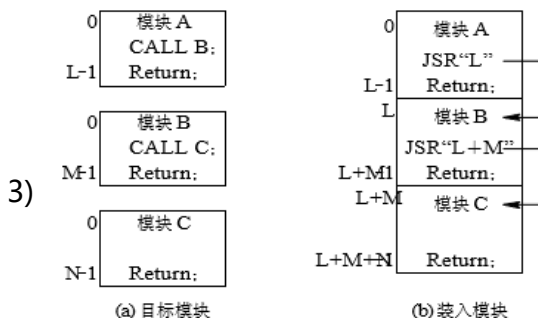 0
模块 A
CALL B;
L-1
Return;
0
模块 B
CALL C;
M-1
Return;
3)
0
模块 C
N-1
Return;
(a) 目标模块
0
模块 A
JSR“L”
L-1
Return;
L
模块 B
JSR“L+M”
L+M-1
Return;
L+M
模块 C
L+M+N-1
Return;
(b) 装入模块